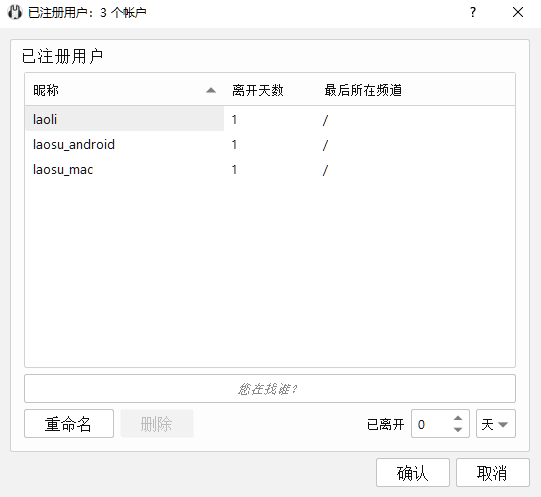 已注册用户：3 个帐户
已注册用户
昵称 离开天数 最后所在频道
laoli 1 /
laosu_android 1 /
laosu_mac 1 /
您在找谁?
重命名 删除 已离开 0 天
确认 取消